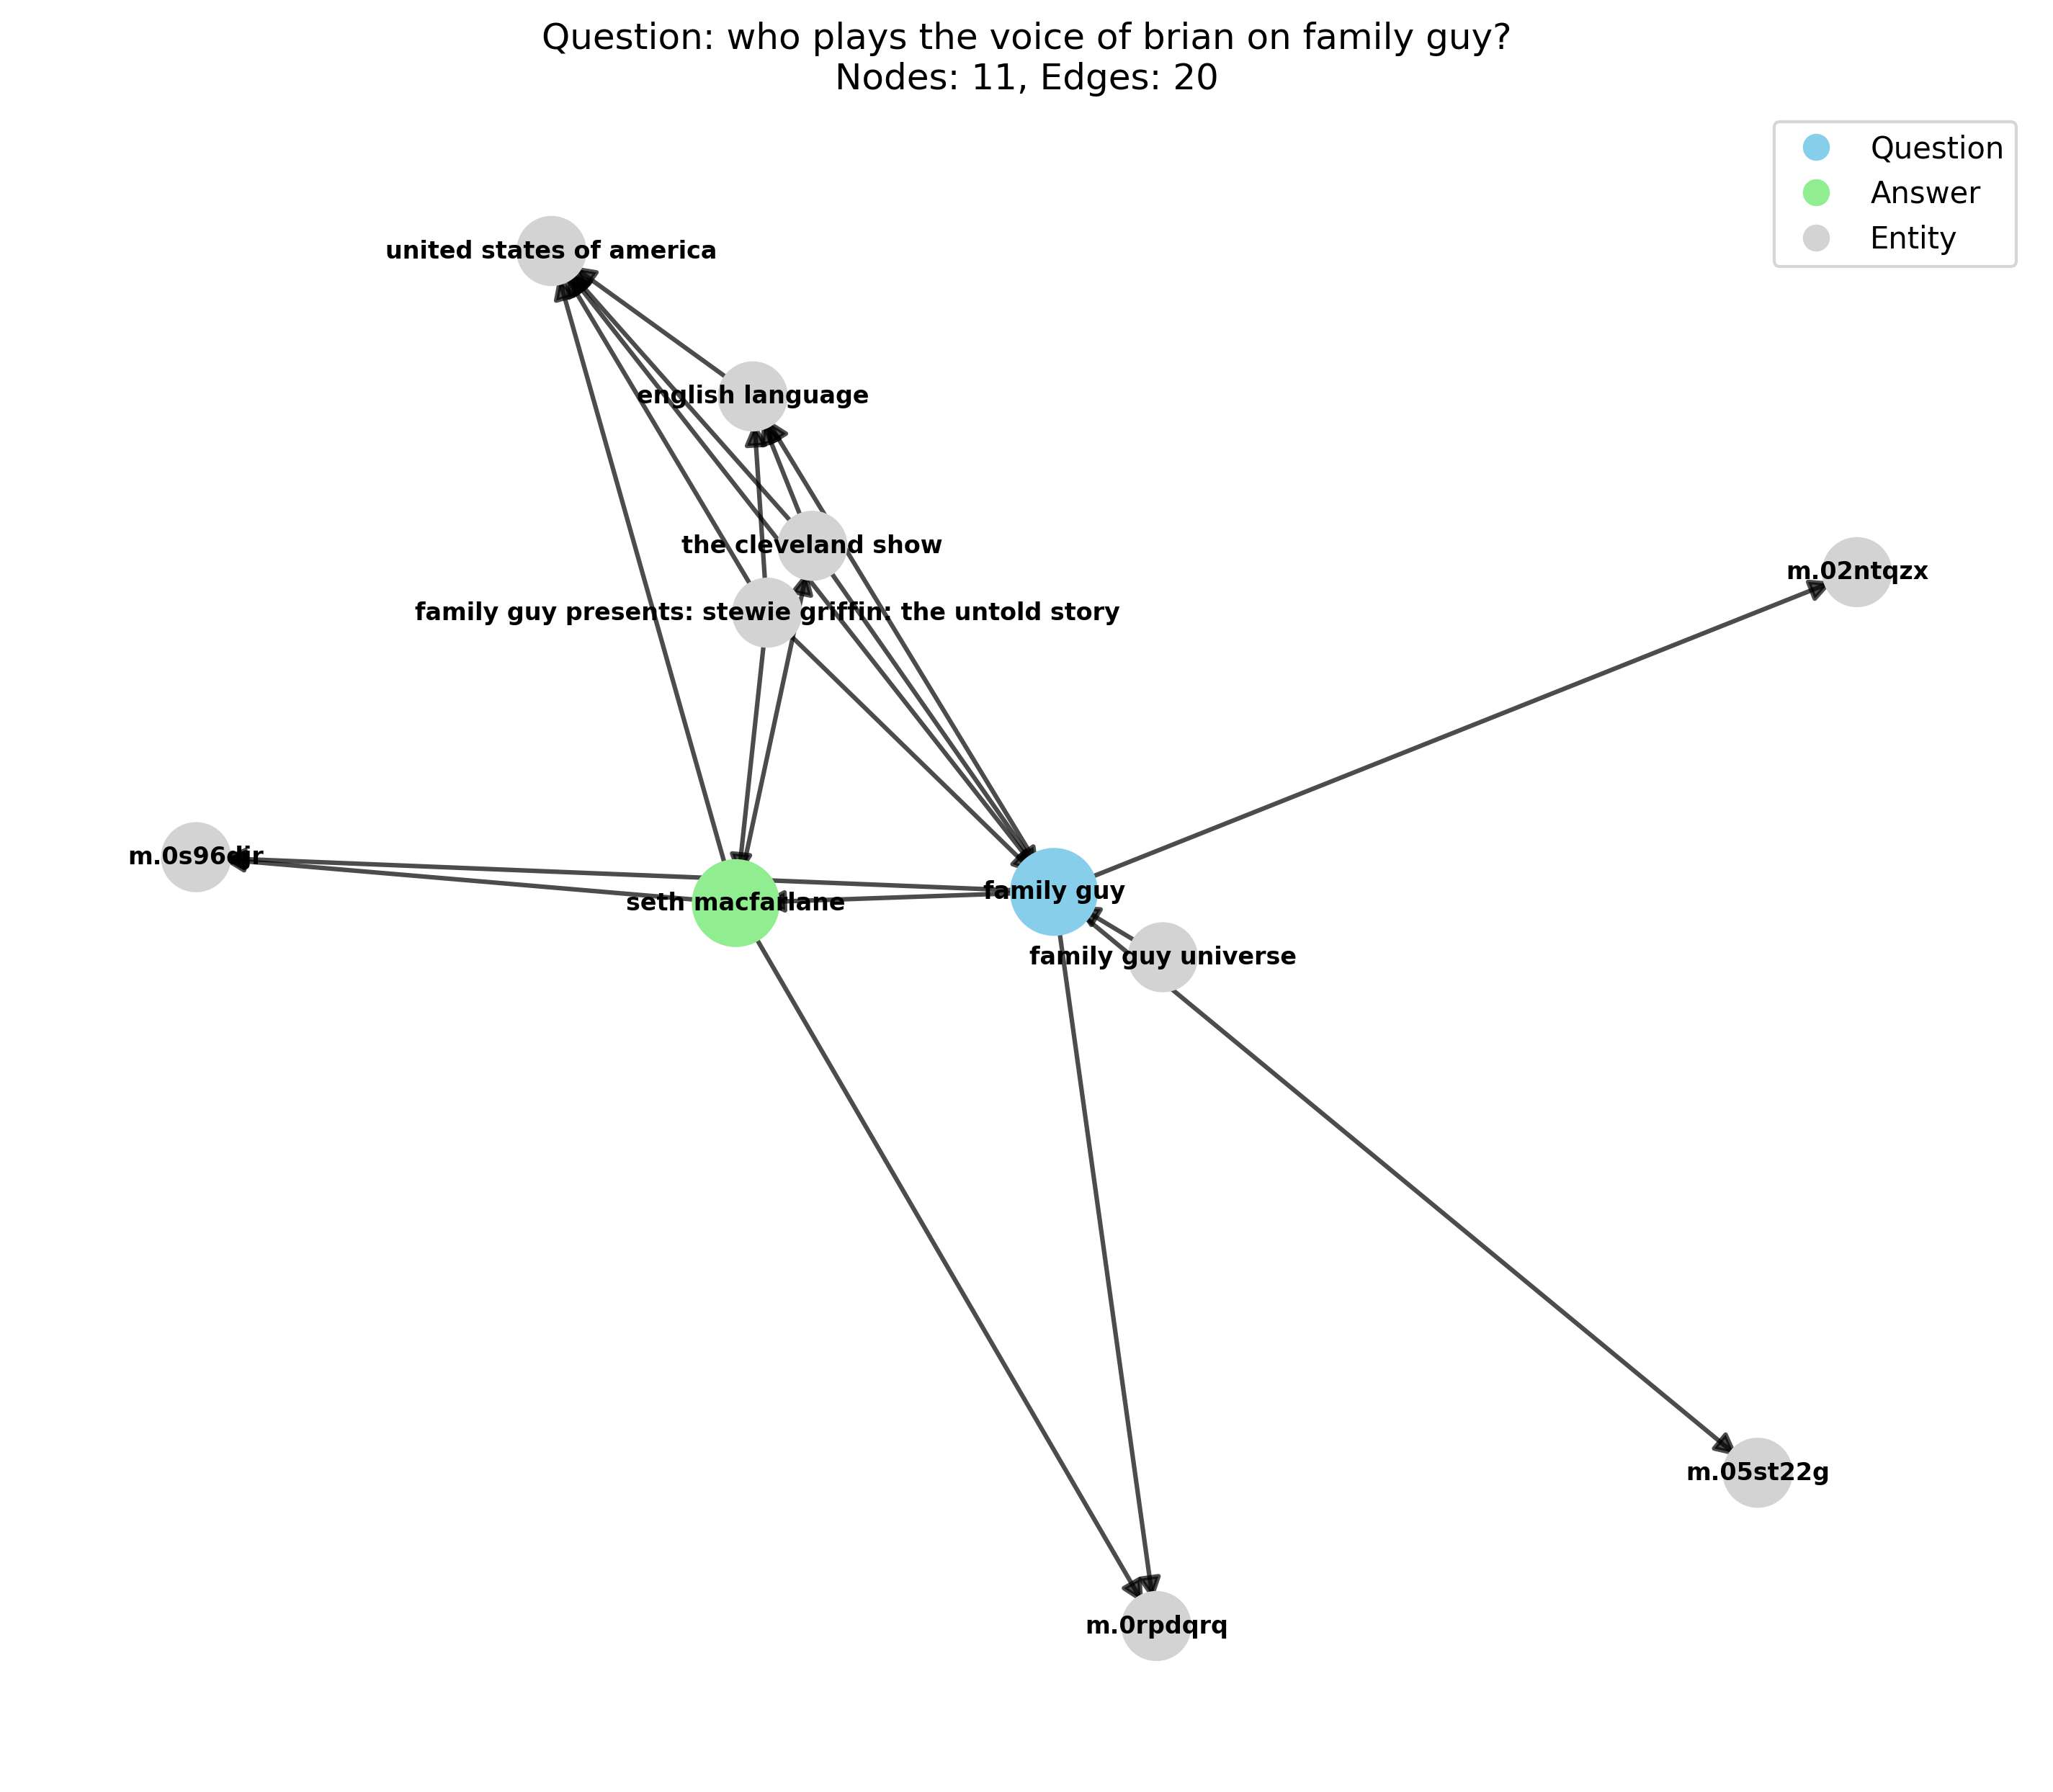 Question: who plays the voice of brian on family guy?
Nodes: 11, Edges: 20
Question
Answer
Entity
united states of america
english language
the cleveland show
m.02ntqzx
family guy presents: stewie griffin: the untold story
m.0s96djr
family guy
seth macfarlane
family guy universe
m.05st22g
m.0rpdqrq